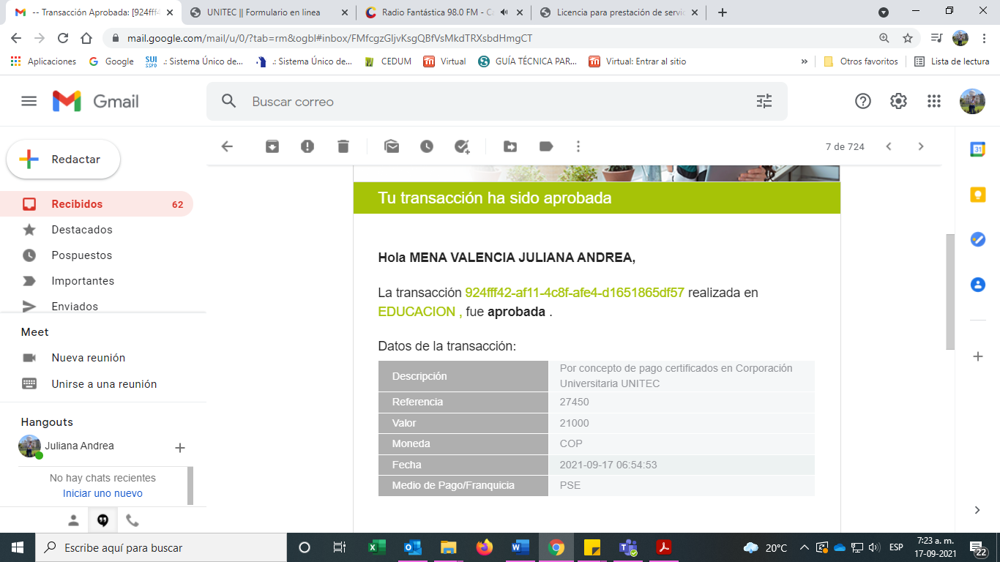 -- Transacción Aprobada: [924fff4
UNITEC || Formulario en linea
Radio Fantástica 98.0 FM - Ca
Licencia para prestación de servic
mail.google.com/mail/u/0/?tab=rm&ogbl#inbox/FMfcgzGljvKsgQBfVsMkdTRXsbdHmgCT
Aplicaciones
Google
SUI SSPD
.: Sistema Único de...
.: Sistema Único de...
CEDUM
Virtual
GUÍA TÉCNICA PAR...
Virtual: Entrar al sitio
»
Otros favoritos
Lista de lectura
Gmail
Buscar correo
Redactar
7 de 724
Recibidos 62
Destacados
Pospuestos
Importantes
Enviados
Meet
Nueva reunión
Unirse a una reunión
Hangouts
Juliana Andrea
No hay chats recientes
Iniciar uno nuevo
Tu transacción ha sido aprobada
Hola MENA VALENCIA JULIANA ANDREA,
La transacción 924fff42-af11-4c8f-afe4-d1651865df57 realizada en
EDUCACION , fue aprobada .
Datos de la transacción:
Descripción Por concepto de pago certificados en Corporación
Universitaria UNITEC
Referencia 27450
Valor 21000
Moneda COP
Fecha 2021-09-17 06:54:53
Medio de Pago/Franquicia PSE
31
Escribe aquí para buscar
20°C
ESP
7:23 a. m.
17-09-2021
22